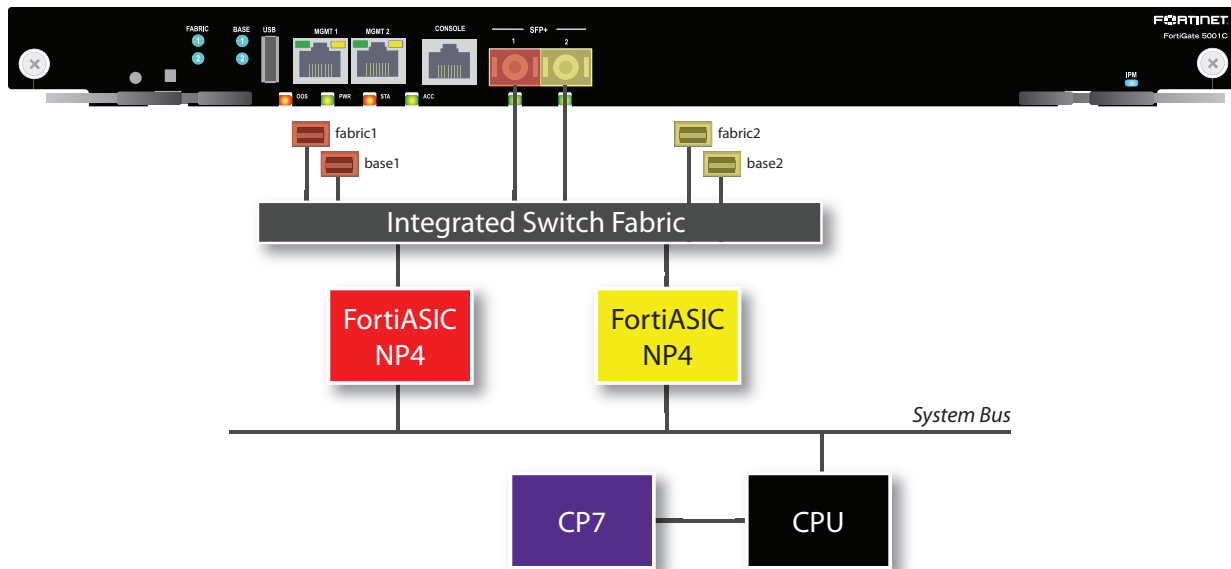 FORTINET
FortiGate 5001C
FABRIC
BASE
USB
MGMT 1
MGMT 2
CONSOLE
SFP+
1
1
1
2
2
2
IPM
OOS
PWR
STA
ACC
fabric1
base1
fabric2
base2
Integrated Switch Fabric
FortiASIC
NP4
FortiASIC
NP4
System Bus
CP7
CPU